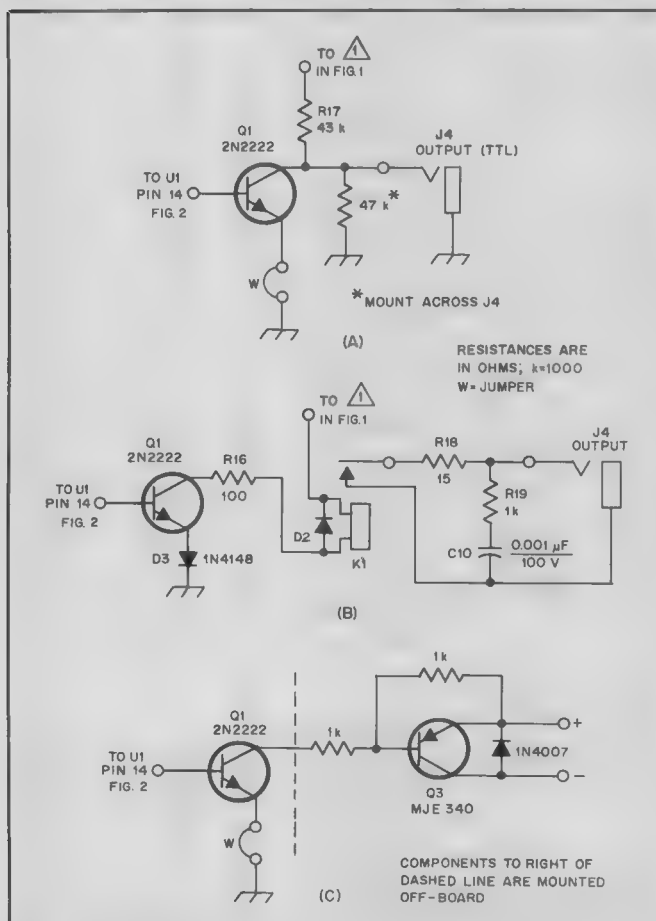 TO 1
IN FIG.1
R17
43 k
Q1
2N2222
J4
OUTPUT (TTL)
TO U1
PIN 14
FIG. 2
47 k *
W
*MOUNT ACROSS J4
(A)
RESISTANCES ARE
IN OHMS; k=1000
W= JUMPER
TO 1
IN FIG.1
Q1
2N2222
R16
100
R18
15
J4
OUTPUT
TO U1
PIN 14
FIG. 2
R19
1k
D2
K1
D3
1N4148
C10
0.001 µF
100 V
(B)
1k
Q1
2N2222
1k
+
TO U1
PIN 14
FIG. 2
1N4007
–
Q3
MJE 340
W
(C)
COMPONENTS TO RIGHT OF
DASHED LINE ARE MOUNTED
OFF-BOARD